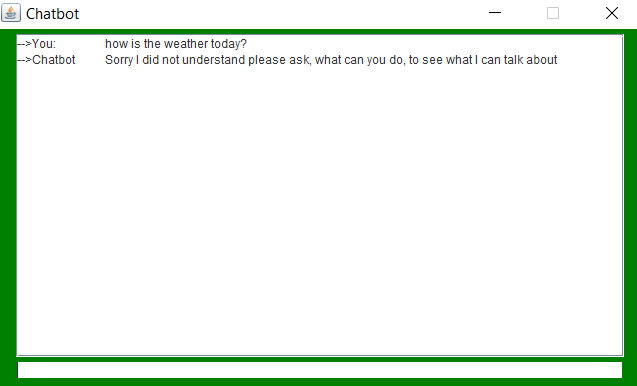 Chatbot
-->You: how is the weather today?
-->Chatbot Sorry I did not understand please ask, what can you do, to see what I can talk about